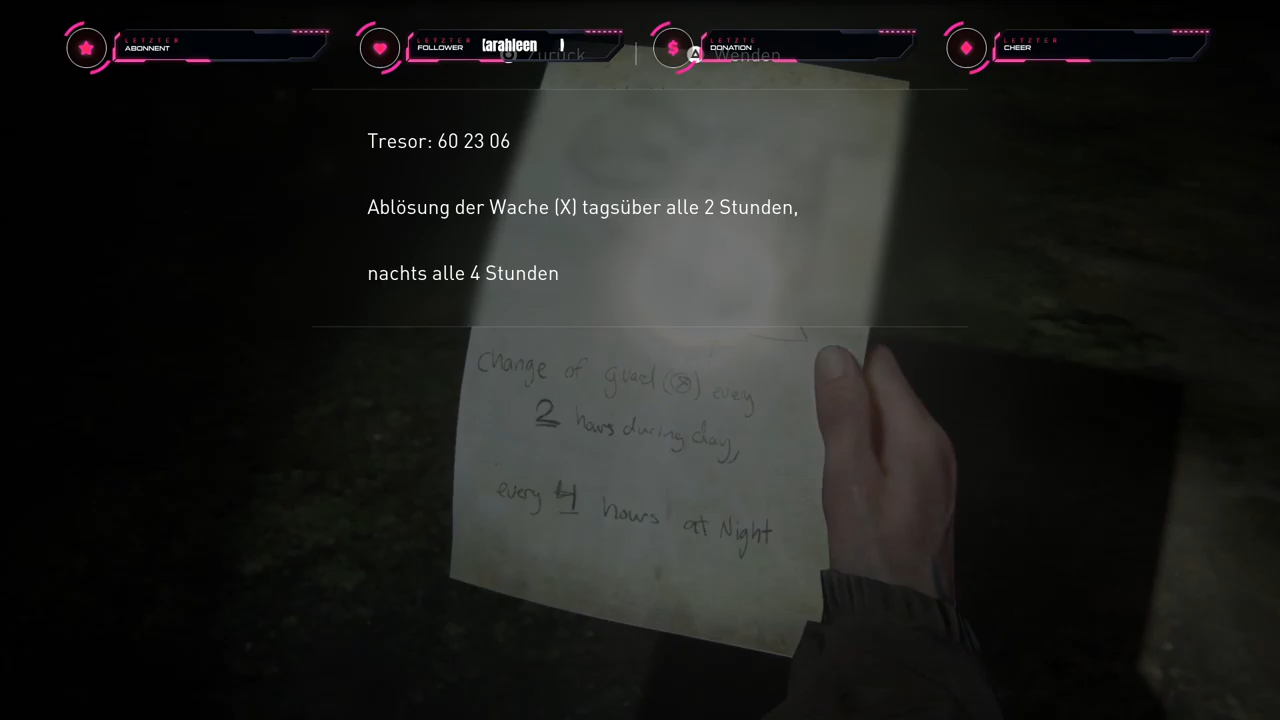 LETZTER
ABONNENT
LETZTER
FOLLOWER
LETZTE
DONATION
LETZTER
CHEER
Zurück
Wenden
Tresor: 60 23 06
Ablösung der Wache (X) tagsüber alle 2 Stunden,
nachts alle 4 Stunden
change of guard (X) every
2 hours during day,
every 4 hours at Night